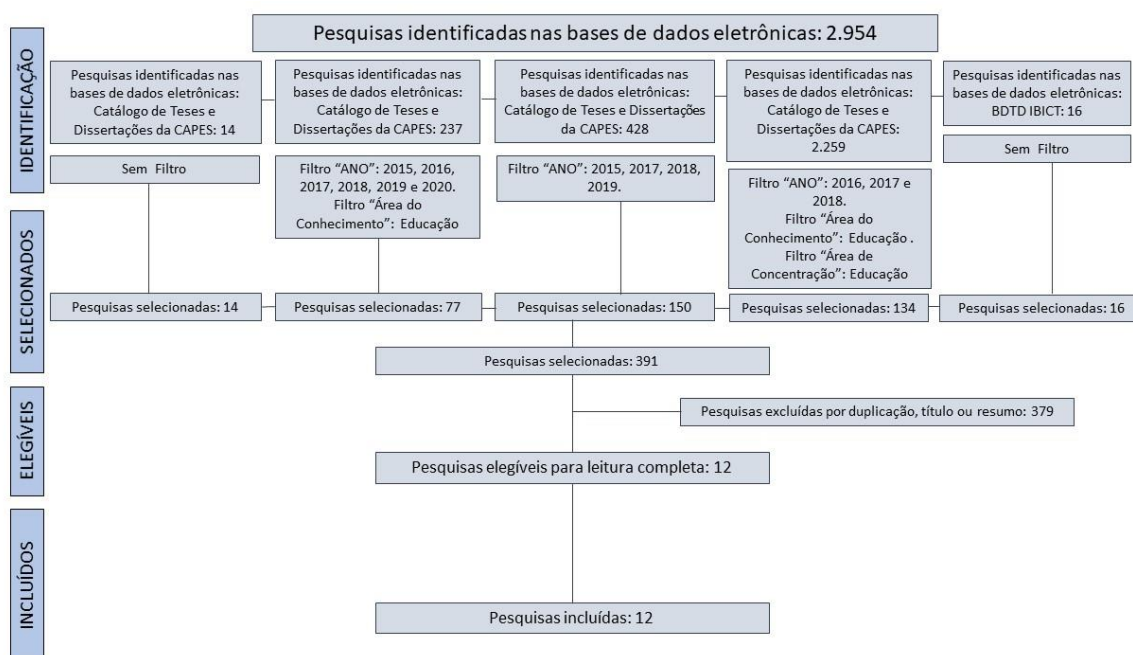 Pesquisas identificadas nas bases de dados eletrônicas: 2.954
IDENTIFICAÇÃO
Pesquisas identificadas nas
bases de dados eletrônicas:
Catálogo de Teses e
Dissertações da CAPES: 14
Pesquisas identificadas nas
bases de dados eletrônicas:
Catálogo de Teses e
Dissertações da CAPES: 237
Pesquisas identificadas nas
bases de dados eletrônicas:
Catálogo de Teses e Dissertações
da CAPES: 428
Pesquisas identificadas nas
bases de dados eletrônicas:
Catálogo de Teses e
Dissertações da CAPES:
2.259
Pesquisas identificadas nas
bases de dados eletrônicas:
BDTD IBICT: 16
Sem Filtro
Filtro “ANO”: 2015, 2016,
2017, 2018, 2019 e 2020.
Filtro “Área do
Conhecimento”: Educação
Filtro “ANO”: 2015, 2017, 2018,
2019.
Filtro “ANO”: 2016, 2017 e
2018.
Filtro “Área do
Conhecimento”: Educação .
Filtro “Área de
Concentração”: Educação
Sem Filtro
SELECIONADOS
Pesquisas selecionadas: 14
Pesquisas selecionadas: 77
Pesquisas selecionadas: 150
Pesquisas selecionadas: 134
Pesquisas selecionadas: 16
Pesquisas selecionadas: 391
ELEGÍVEIS
Pesquisas excluídas por duplicação, título ou resumo: 379
Pesquisas elegíveis para leitura completa: 12
INCLUÍDOS
Pesquisas incluídas: 12